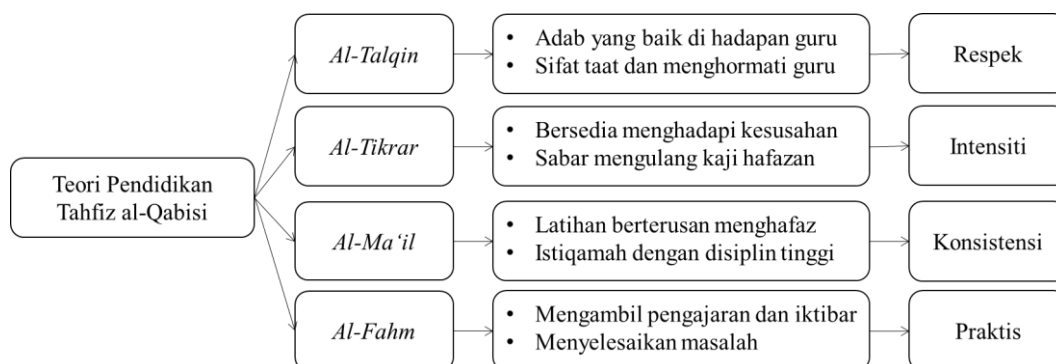 Teori Pendidikan
Tahfiz al-Qabisi
Al-Talqin
• Adab yang baik di hadapan guru
• Sifat taat dan menghormati guru
Respek
Al-Tikrar
• Bersedia menghadapi kesusahan
• Sabar mengulang kaji hafazan
Intensiti
Al-Ma‘il
• Latihan berterusan menghafaz
• Istiqamah dengan disiplin tinggi
Konsistensi
Al-Fahm
• Mengambil pengajaran dan iktibar
• Menyelesaikan masalah
Praktis